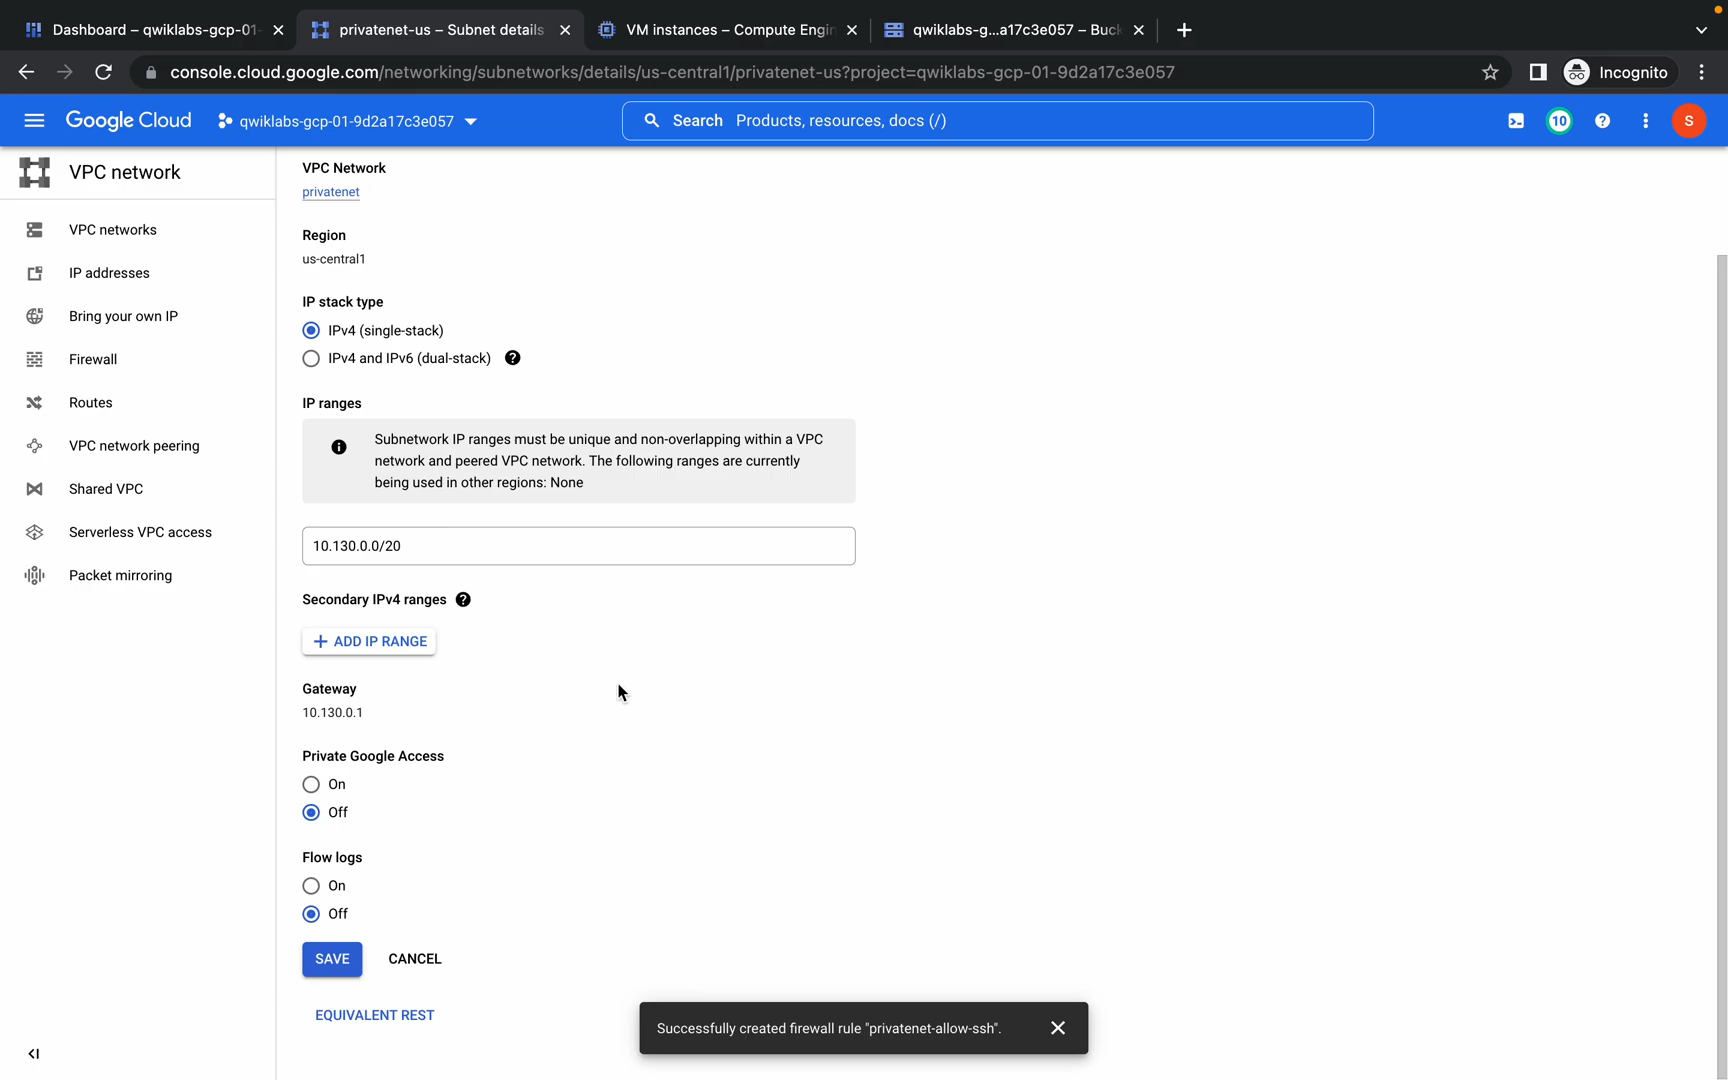 Dashboard – qwiklabs-gcp-01-
privatenet-us – Subnet details
VM instances – Compute Engin
qwiklabs-g...a17c3e057 – Buck
console.cloud.google.com/networking/subnetworks/details/us-central1/privatenet-us?project=qwiklabs-gcp-01-9d2a17c3e057
Incognito
Google Cloud
qwiklabs-gcp-01-9d2a17c3e057
Search Products, resources, docs (/)
10
S
VPC network
VPC networks
IP addresses
Bring your own IP
Firewall
Routes
VPC network peering
Shared VPC
Serverless VPC access
Packet mirroring
VPC Network
privatenet
Region
us-central1
IP stack type
IPv4 (single-stack)
IPv4 and IPv6 (dual-stack)
IP ranges
Subnetwork IP ranges must be unique and non-overlapping within a VPC
network and peered VPC network. The following ranges are currently
being used in other regions: None
10.130.0.0/20
Secondary IPv4 ranges
+ ADD IP RANGE
Gateway
10.130.0.1
Private Google Access
On
Off
Flow logs
On
Off
SAVE CANCEL
EQUIVALENT REST
Successfully created firewall rule "privatenet-allow-ssh".